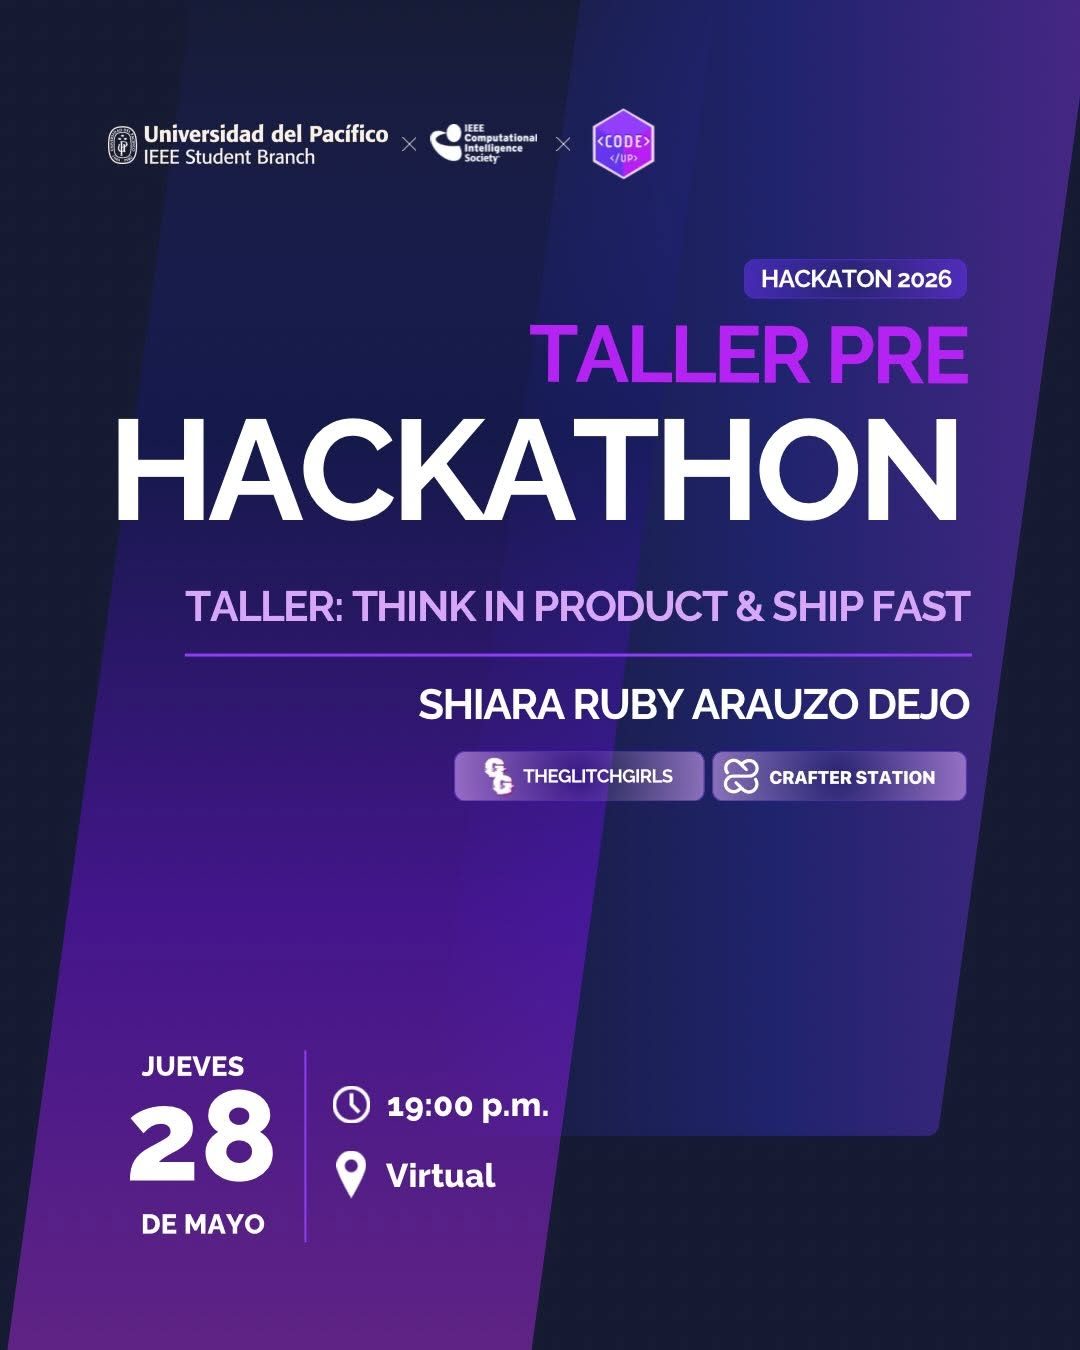 Universidad del Pacífico
IEEE Student Branch
IEEE
Computational
Intelligence
Society
<CODE>
</UP>
HACKATON 2026
TALLER PRE
HACKATHON
TALLER: THINK IN PRODUCT & SHIP FAST
SHIARA RUBY ARAUZO DEJO
GG THEGLITCHGIRLS
CRAFTER STATION
JUEVES
28
DE MAYO
19:00 p.m.
Virtual